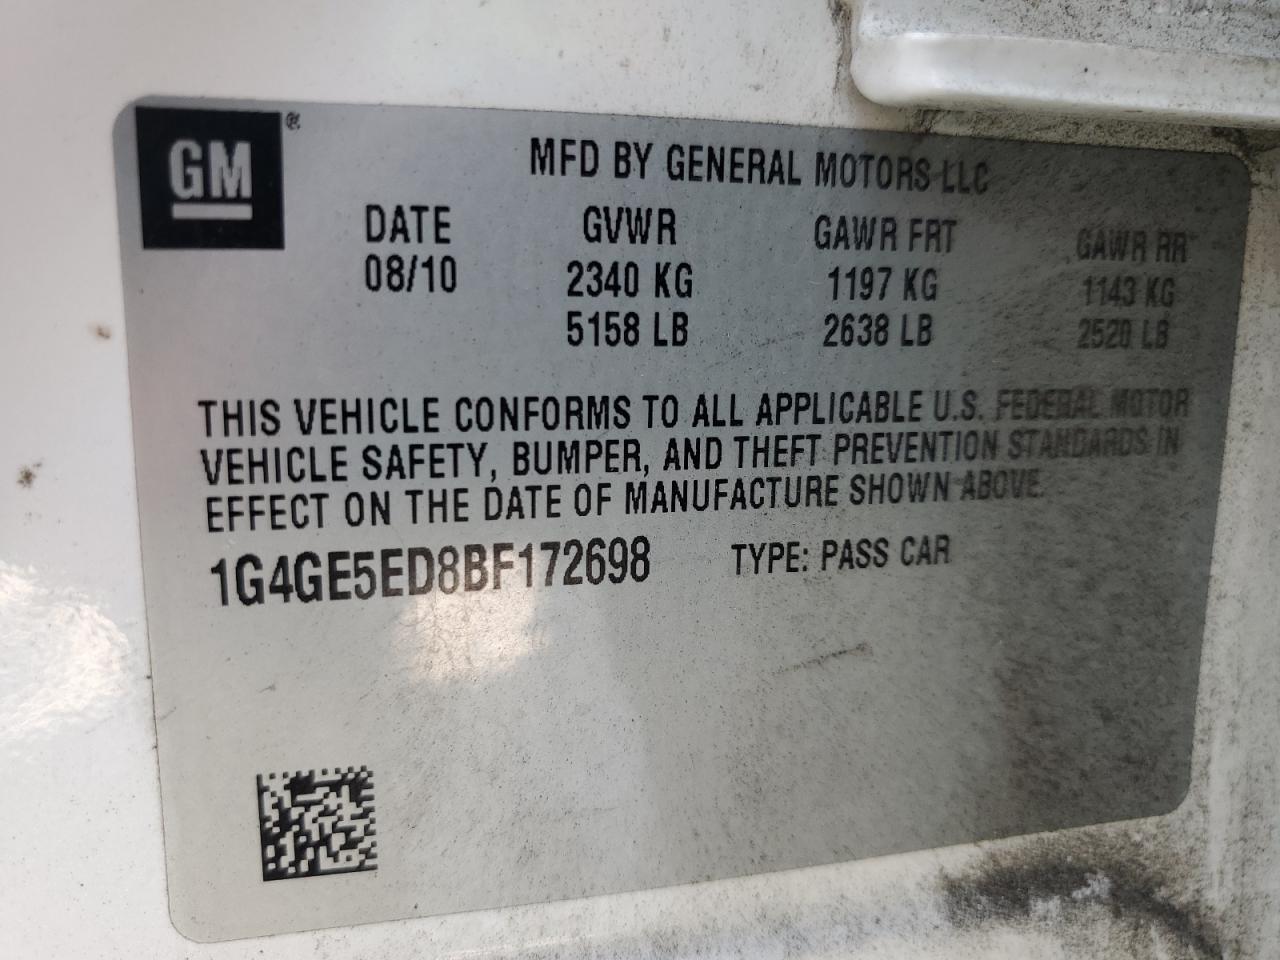 GM®
MFD BY GENERAL MOTORS LLC
DATE GVWR GAWR FRT GAWR RR
08/10 2340 KG 1197 KG 1143 KG
5158 LB 2638 LB 2520 LB
THIS VEHICLE CONFORMS TO ALL APPLICABLE U.S. FEDERAL MOTOR
VEHICLE SAFETY, BUMPER, AND THEFT PREVENTION STANDARDS IN
EFFECT ON THE DATE OF MANUFACTURE SHOWN ABOVE.
1G4GE5ED8BF172698 TYPE: PASS CAR